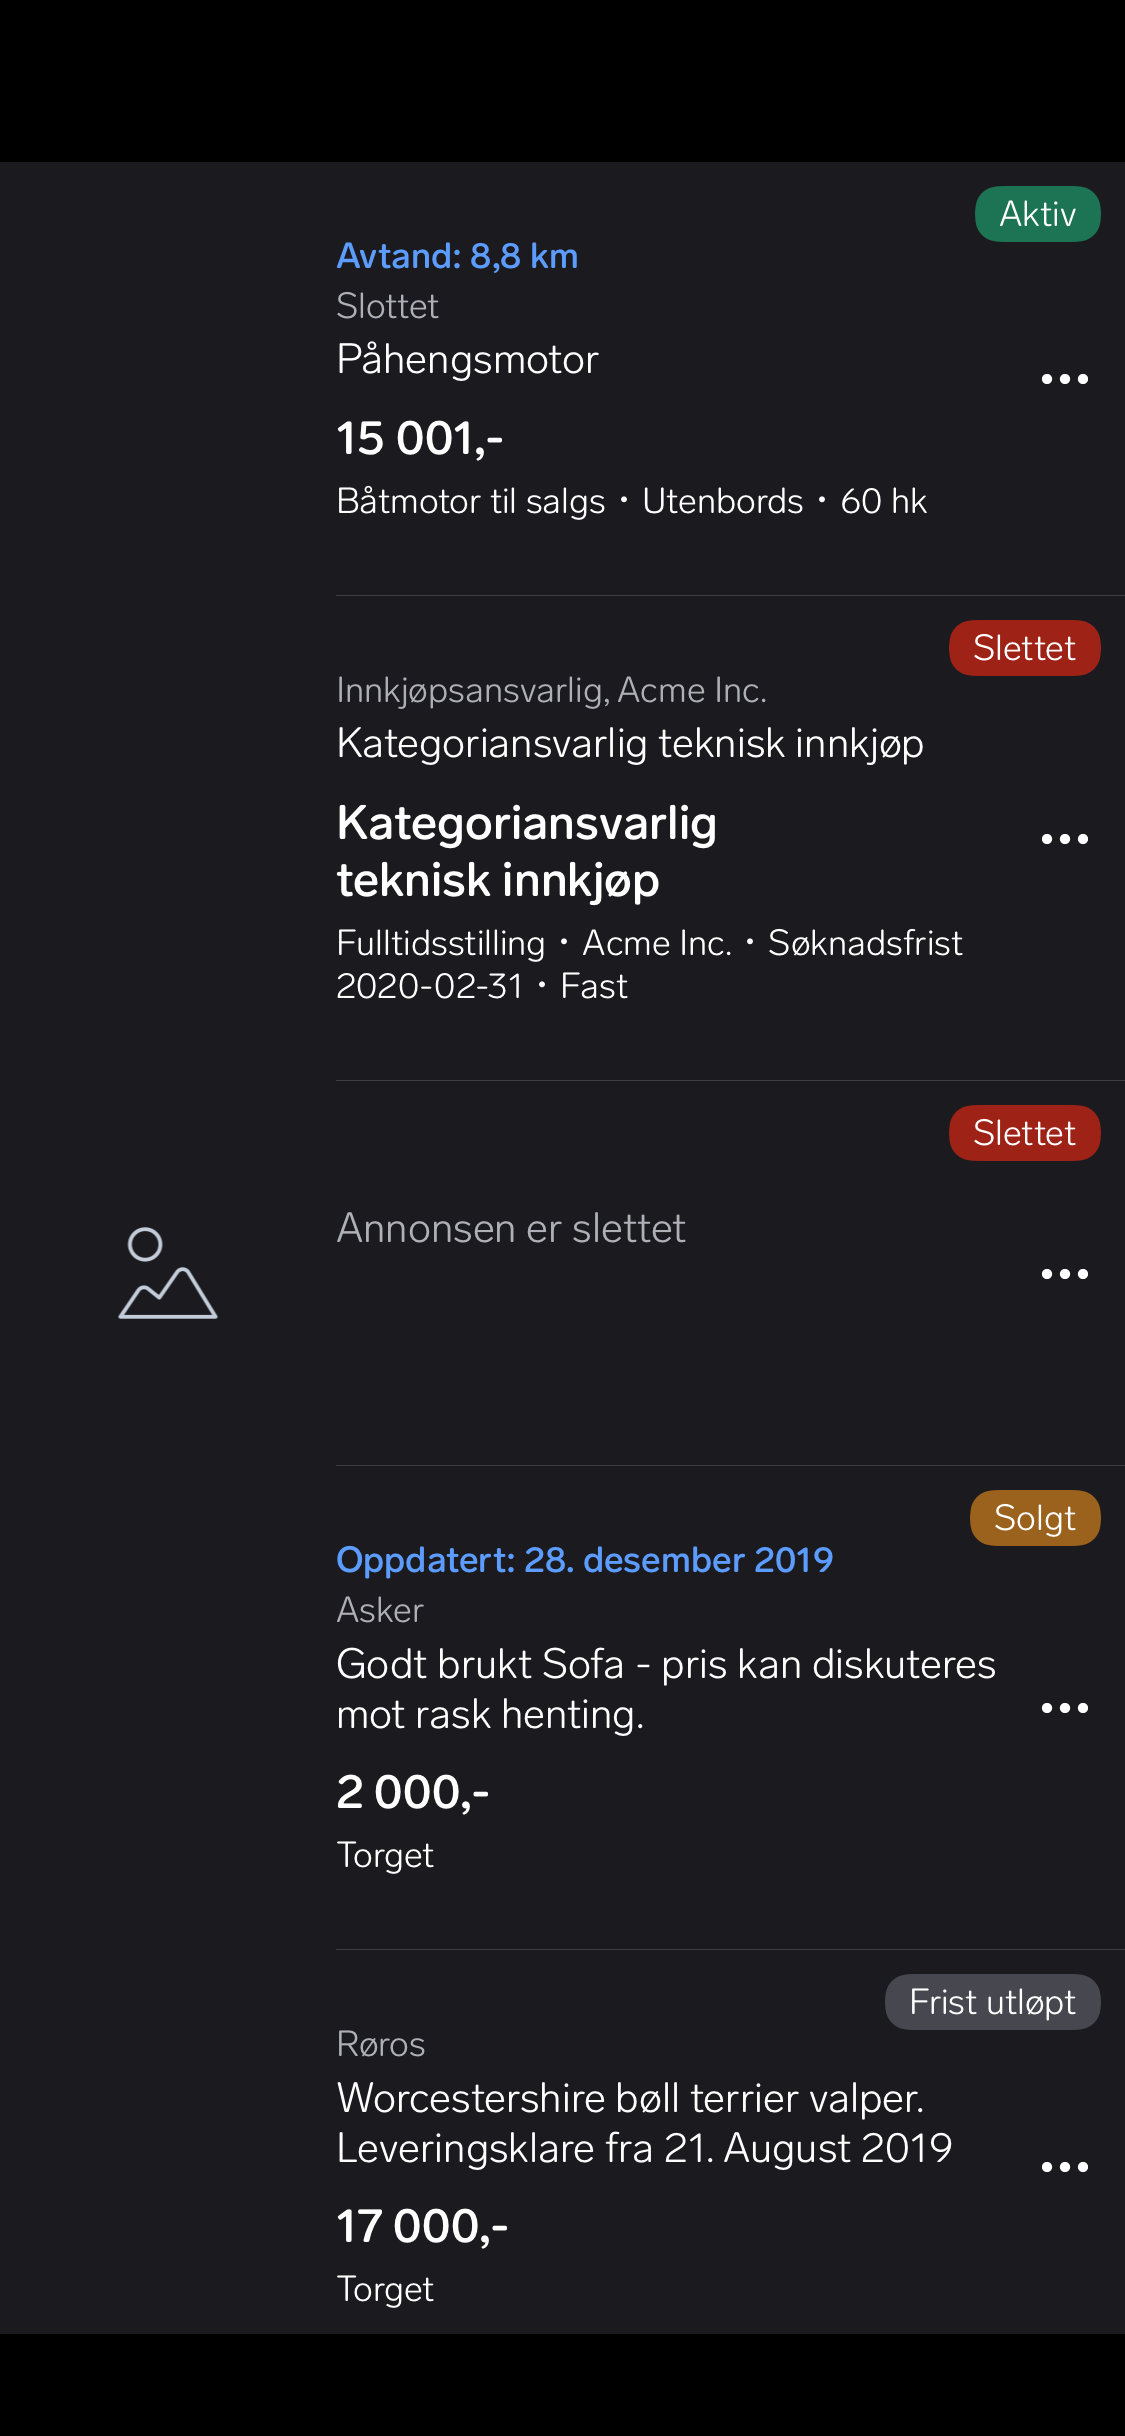 Aktiv
Avtand: 8,8 km
Slottet
Påhengsmotor
15 001,-
Båtmotor til salgs • Utenbords • 60 hk
Slettet
Innkjøpsansvarlig, Acme Inc.
Kategoriansvarlig teknisk innkjøp
Kategoriansvarlig
teknisk innkjøp
Fulltidsstilling • Acme Inc. • Søknadsfrist
2020-02-31 • Fast
Slettet
Annonsen er slettet
Solgt
Oppdatert: 28. desember 2019
Asker
Godt brukt Sofa - pris kan diskuteres
mot rask henting.
2 000,-
Torget
Frist utløpt
Røros
Worcestershire bøll terrier valper.
Leveringsklare fra 21. August 2019
17 000,-
Torget